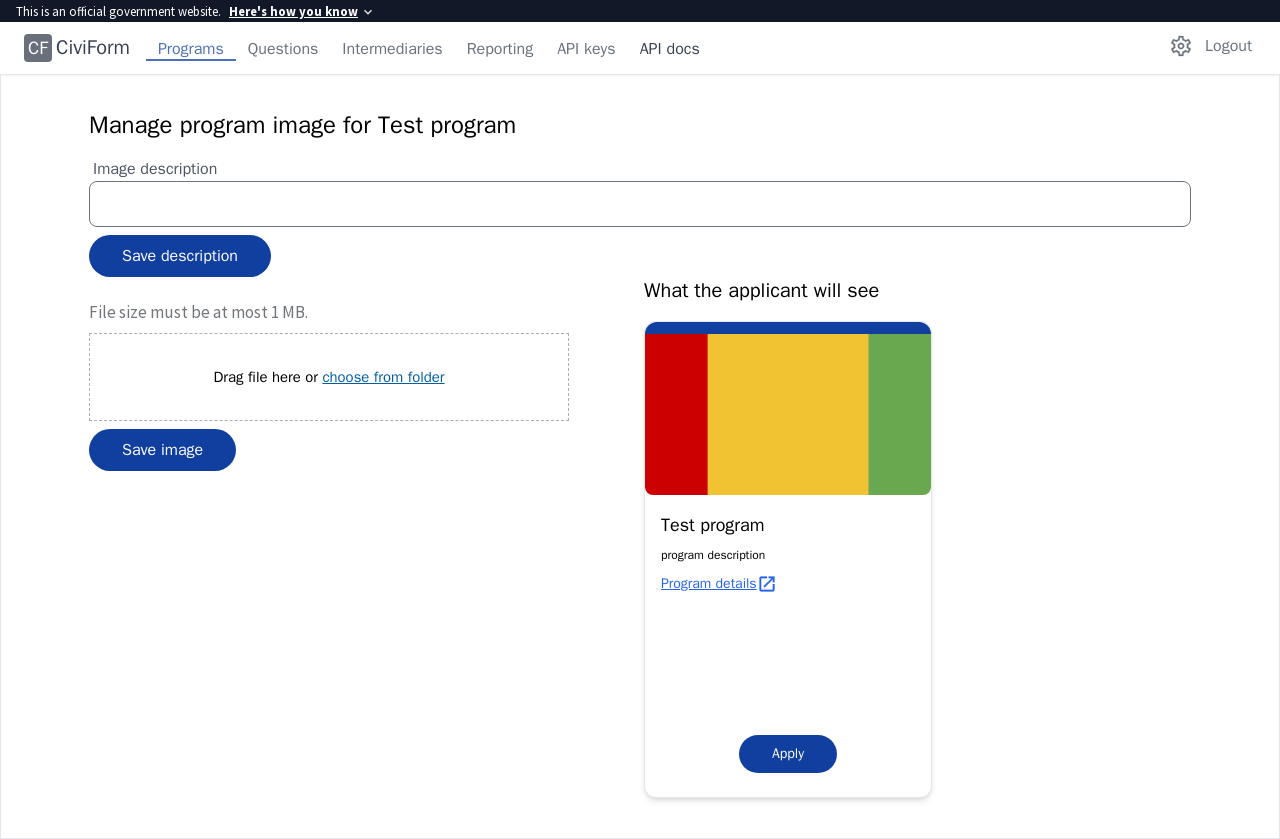 This is an official government website. Here's how you know
CF CiviForm Programs Questions Intermediaries Reporting API keys API docs Logout
Manage program image for Test program
Image description
Save description
File size must be at most 1 MB.
Drag file here or choose from folder
Save image
What the applicant will see
Test program
program description
Program details
Apply